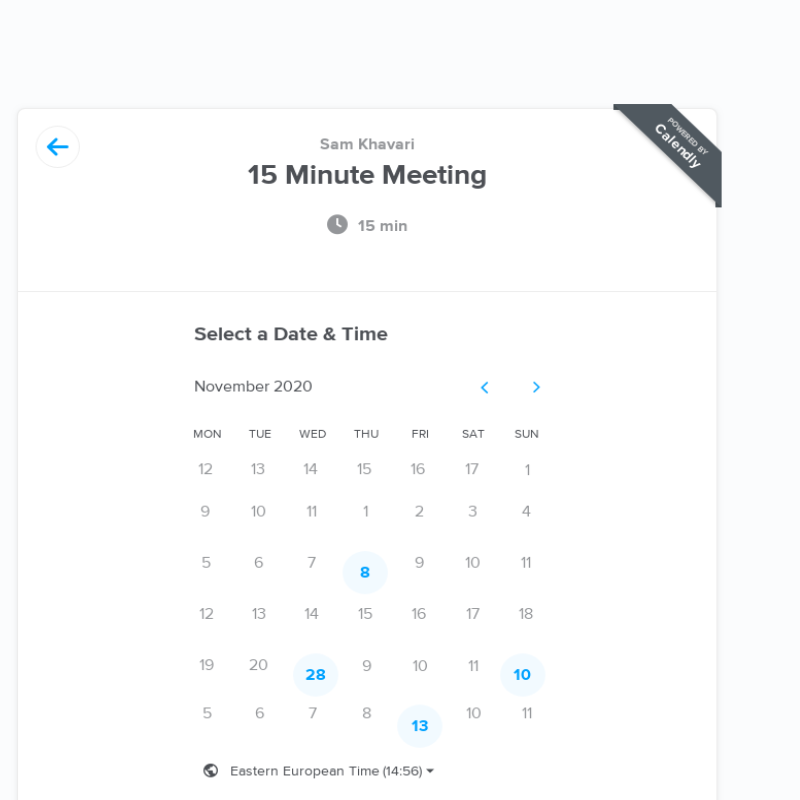 POWERED BY
Calendly
Sam Khavari
15 Minute Meeting
15 min
Select a Date & Time
November 2020
MON TUE WED THU FRI SAT SUN
12 13 14 15 16 17 1
9 10 11 1 2 3 4
5 6 7 8 9 10 11
12 13 14 15 16 17 18
19 20 28 9 10 11 10
5 6 7 8 13 10 11
Eastern European Time (14:56)